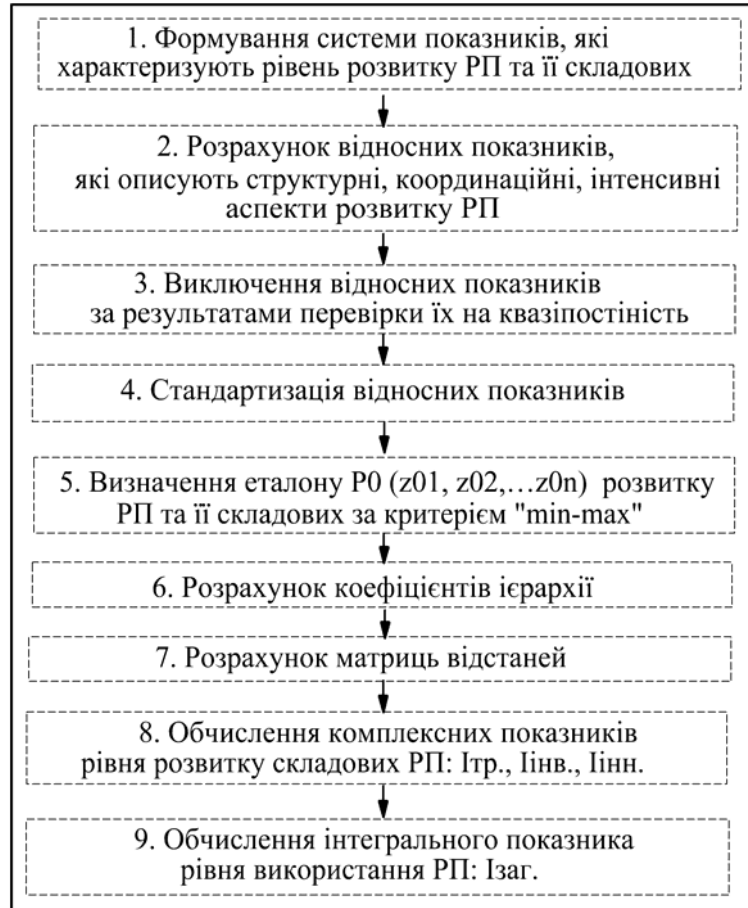 1. Формування системи показників, які
характеризують рівень розвитку РП та її складових
2. Розрахунок відносних показників,
які описують структурні, координаційні, інтенсивні
аспекти розвитку РП
3. Виключення відносних показників
за результатами перевірки їх на квазіпостіність
4. Стандартизація відносних показників
5. Визначення еталону P0 (z01, z02,...z0n) розвитку
РП та її складових за критерієм "min-max"
6. Розрахунок коефіцієнтів ієрархії
7. Розрахунок матриць відстаней
8. Обчислення комплексних показників
рівня розвитку складових РП: Ітр., Іінв., Іінн.
9. Обчислення інтегрального показника
рівня використання РП: Ізаг.